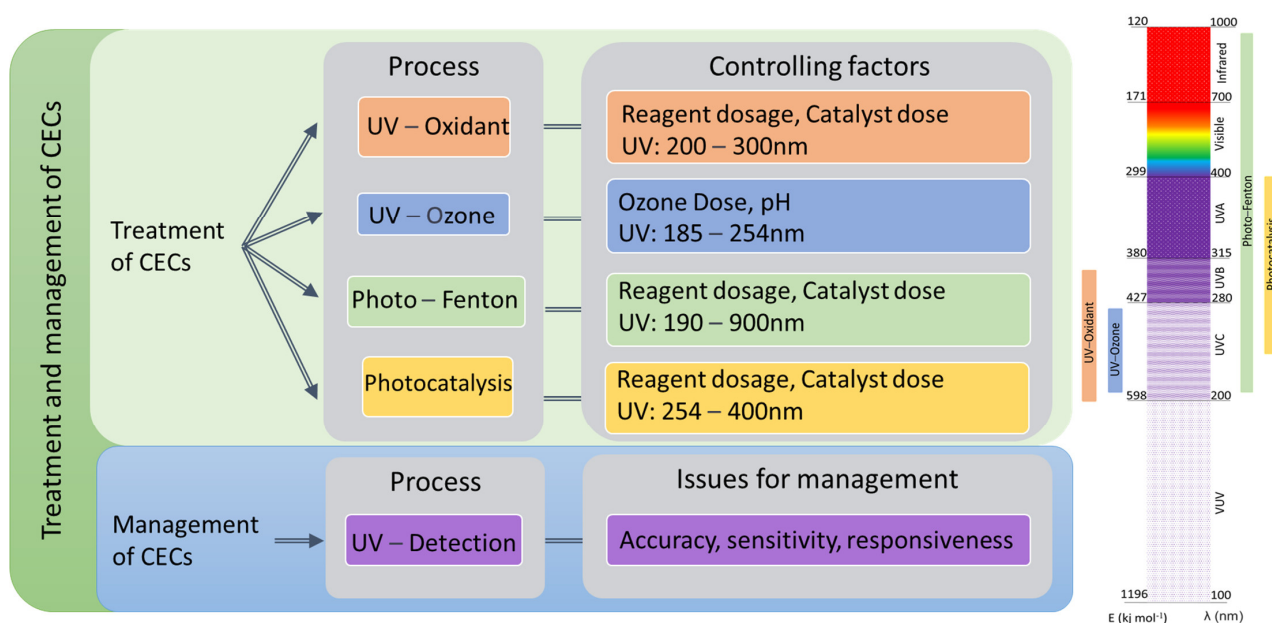 Treatment and management of CECs
Treatment
of CECs
Process
UV – Oxidant
UV – Ozone
Photo – Fenton
Photocatalysis
Controlling factors
Reagent dosage, Catalyst dose
UV: 200 – 300nm
Ozone Dose, pH
UV: 185 – 254nm
Reagent dosage, Catalyst dose
UV: 190 – 900nm
Reagent dosage, Catalyst dose
UV: 254 – 400nm
Management
of CECs
Process
UV – Detection
Issues for management
Accuracy, sensitivity, responsiveness
120
1000
Infrared
171
700
Visible
299
400
UVA
380
315
UVB
427
280
UVC
598
200
VUV
1196
100
E (kj mol⁻¹)
λ (nm)
UV–Oxidant
UV–Ozone
Photo–Fenton
Photocatalysis